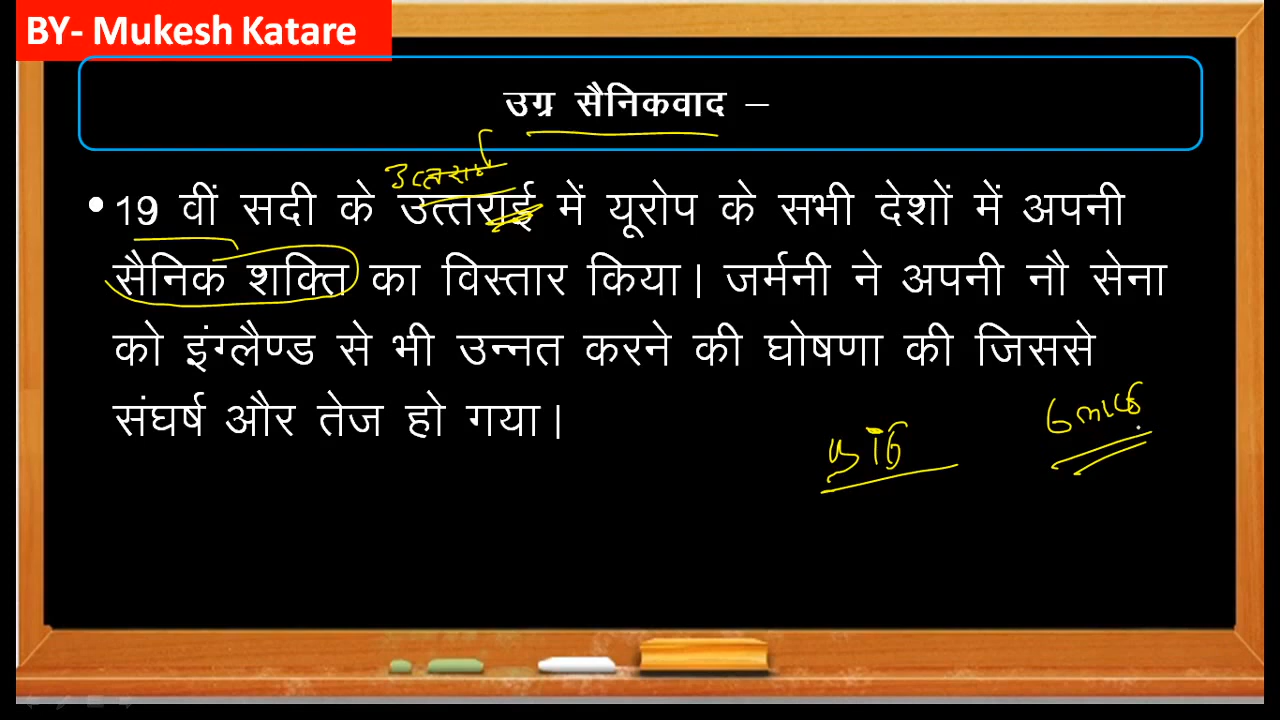 BY- Mukesh Katare
उग्र सैनिकवाद –
• 19 वीं सदी के उत्तराई में यूरोप के सभी देशों में अपनी
सैनिक शक्ति का विस्तार किया। जर्मनी ने अपनी नौ सेना
को इंग्लैण्ड से भी उन्नत करने की घोषणा की जिससे
संघर्ष और तेज हो गया।